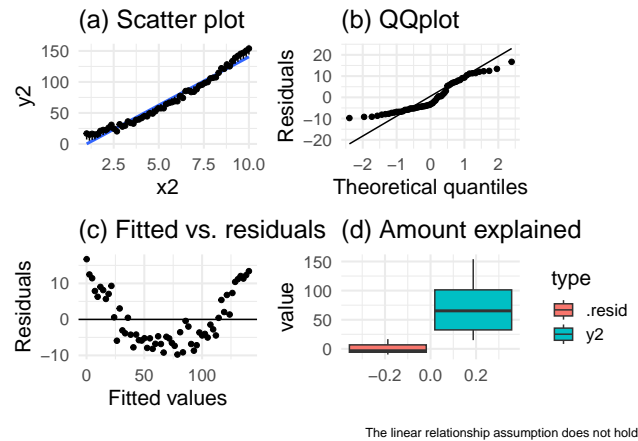 (a) Scatter plot
150
100
50
0
y2
2.5 5.0 7.5 10.0
x2
(b) QQplot
20
10
0
−10
−20
Residuals
−2 −1 0 1 2
Theoretical quantiles
(c) Fitted vs. residuals
10
0
−10
Residuals
0 50 100
Fitted values
(d) Amount explained
150
100
50
0
value
−0.2 0.0 0.2
type
.resid
y2
The linear relationship assumption does not hold